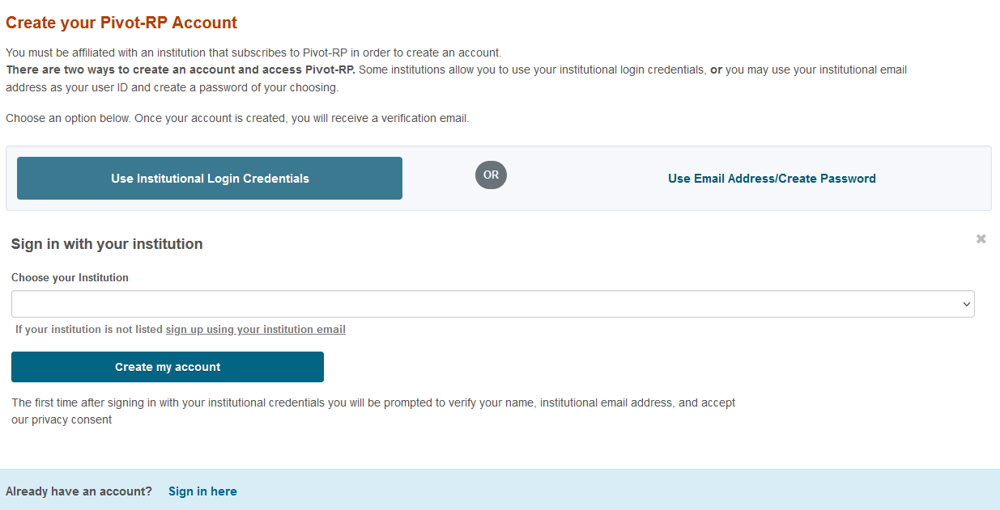 Create your Pivot-RP Account
You must be affiliated with an institution that subscribes to Pivot-RP in order to create an account.
There are two ways to create an account and access Pivot-RP. Some institutions allow you to use your institutional login credentials, or you may use your institutional email
address as your user ID and create a password of your choosing.
Choose an option below. Once your account is created, you will receive a verification email.
Use Institutional Login Credentials
OR
Use Email Address/Create Password
Sign in with your institution
Choose your Institution
If your institution is not listed sign up using your institution email
Create my account
The first time after signing in with your institutional credentials you will be prompted to verify your name, institutional email address, and accept
our privacy consent
Already have an account? Sign in here